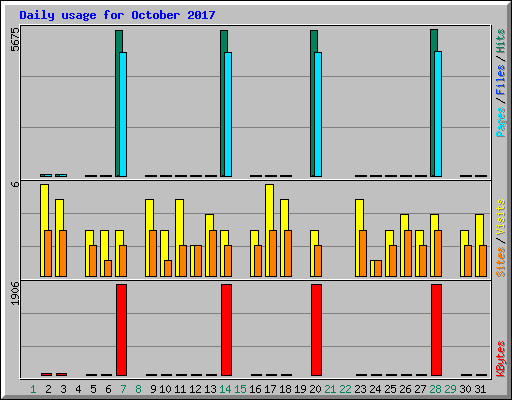 Daily usage for October 2017
5675
6
1906
Pages / Files / Hits
Sites / Visits
KBytes
1 2 3 4 5 6 7 8 9 10 11 12 13 14 15 16 17 18 19 20 21 22 23 24 25 26 27 28 29 30 31